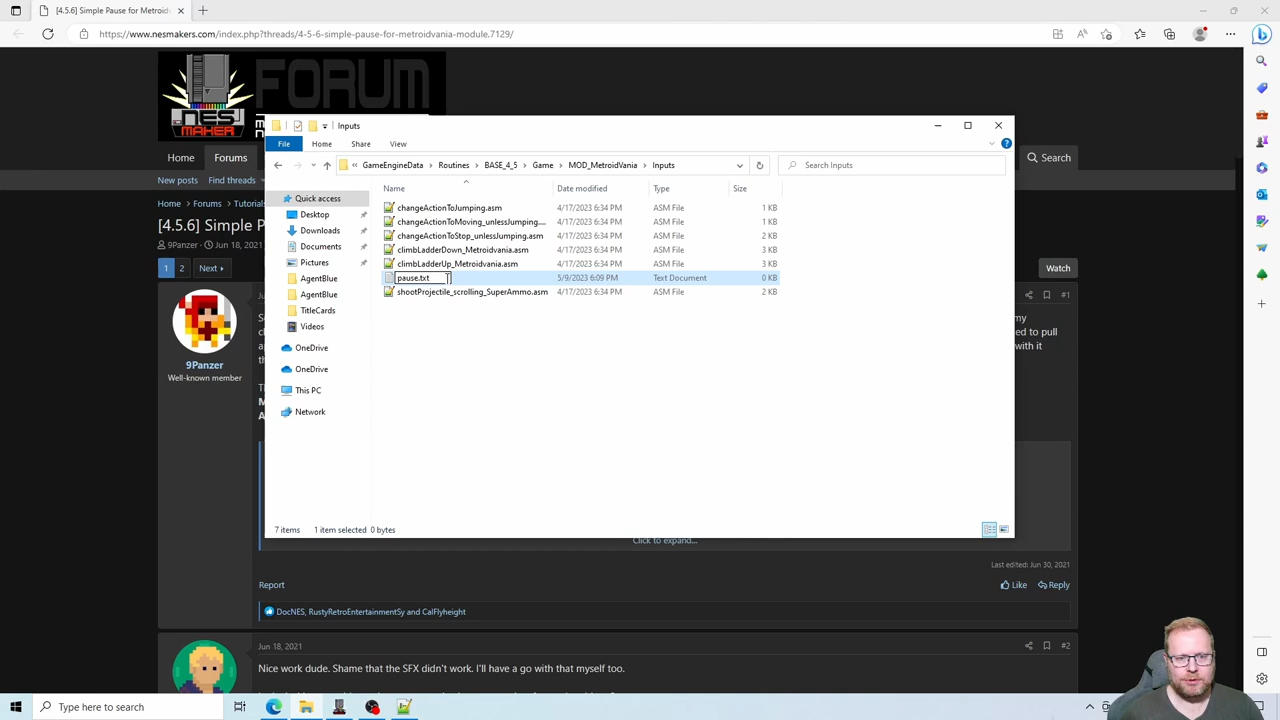 [4.5.6] Simple Pause for Metroid
https://www.nesmakers.com/index.php?threads/4-5-6-simple-pause-for-metroidvania-module.7129/
FORUM
NES
MAKER
Home
Forums
Search
New posts
Find threads
Home
Forums
Tutorials
[4.5.6] Simple P
9Panzer
Jun 18, 2021
1
2
Next
Watch
#1
my
ed to pull
with it
9Panzer
Well-known member
Click to expand...
Last edited: Jun 30, 2021
Report
Like
Reply
DocNES, RustyRetroEntertainmentSy and CalFlyheight
Jun 18, 2021
#2
Nice work dude. Shame that the SFX didn't work. I'll have a go with that myself too.
Inputs
File
Home
Share
View
GameEngineData
Routines
BASE_4_5
Game
MOD_MetroidVania
Inputs
Search Inputs
Name
Date modified
Type
Size
Quick access
Desktop
Downloads
Documents
Pictures
AgentBlue
AgentBlue
TitleCards
Videos
OneDrive
OneDrive
This PC
Network
changeActionToJumping.asm 4/17/2023 6:34 PM ASM File 1 KB
changeActionToMoving_unlessJumping.... 4/17/2023 6:34 PM ASM File 1 KB
changeActionToStop_unlessJumping.asm 4/17/2023 6:34 PM ASM File 2 KB
climbLadderDown_Metroidvania.asm 4/17/2023 6:34 PM ASM File 3 KB
climbLadderUp_Metroidvania.asm 4/17/2023 6:34 PM ASM File 3 KB
pause.txt 5/9/2023 6:09 PM Text Document 0 KB
shootProjectile_scrolling_SuperAmmo.asm 4/17/2023 6:34 PM ASM File 2 KB
7 items
1 item selected 0 bytes
Type here to search